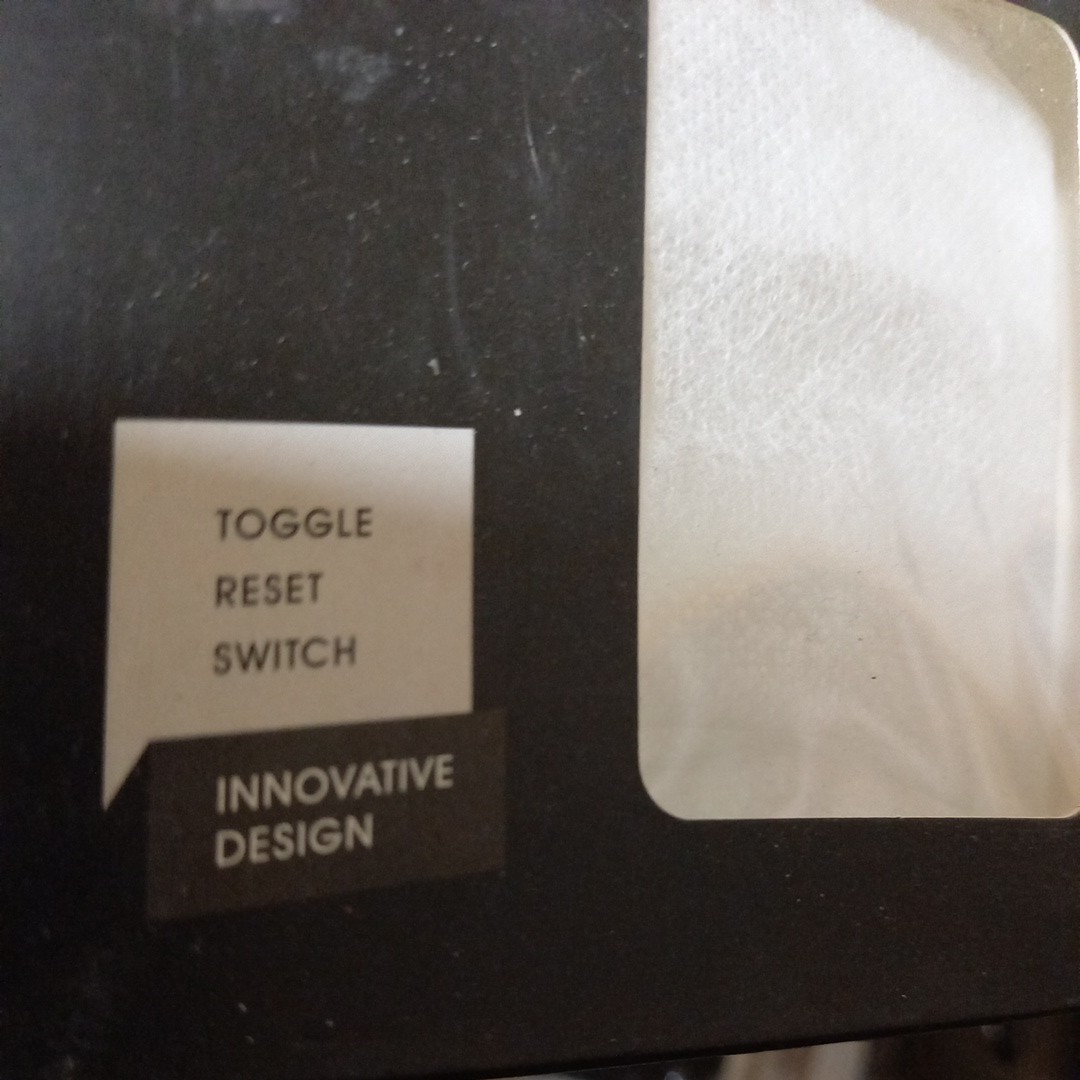 TOGGLE
RESET
SWITCH
INNOVATIVE
DESIGN